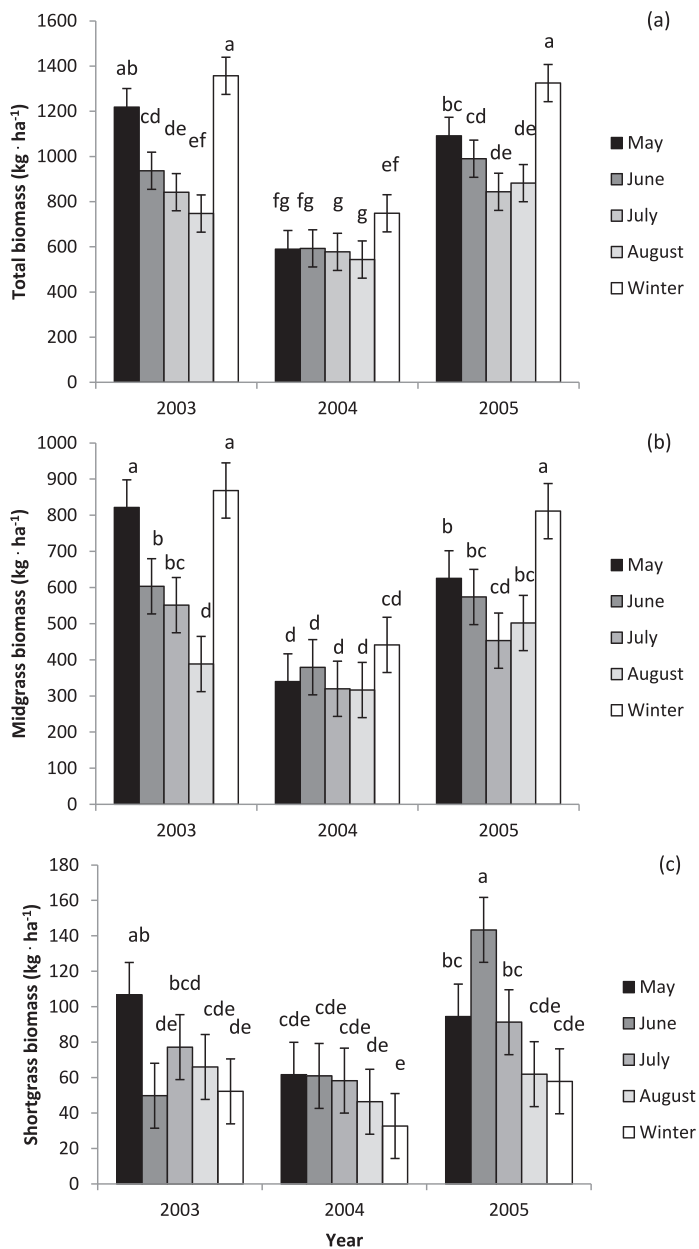 (a)
Total biomass (kg · ha⁻¹)
1600
1400
1200
1000
800
600
400
200
0
ab
cd
de
ef
a
fg
fg
g
g
ef
bc
cd
de
de
a
2003
2004
2005
May
June
July
August
Winter
(b)
Midgrass biomass (kg · ha⁻¹)
1000
900
800
700
600
500
400
300
200
100
0
a
b
bc
d
a
d
d
d
d
cd
b
bc
cd
bc
a
2003
2004
2005
May
June
July
August
Winter
(c)
Shortgrass biomass (kg · ha⁻¹)
180
160
140
120
100
80
60
40
20
0
ab
de
bcd
cde
de
cde
cde
cde
de
e
bc
a
bc
cde
cde
2003
2004
2005
May
June
July
August
Winter
Year